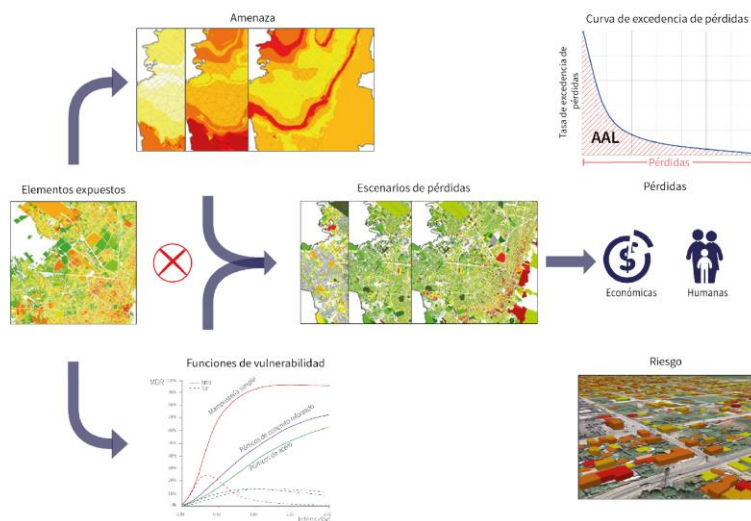 Amenaza
Curva de excedencia de pérdidas
Tasa de excedencia de
pérdidas
AAL
Pérdidas
Elementos expuestos
Escenarios de pérdidas
Pérdidas
$
Económicas
Humanas
Funciones de vulnerabilidad
Riesgo
MDR
Mampostería simple
Pórticos de concreto reforzado
Pórticos de acero
Intensidad